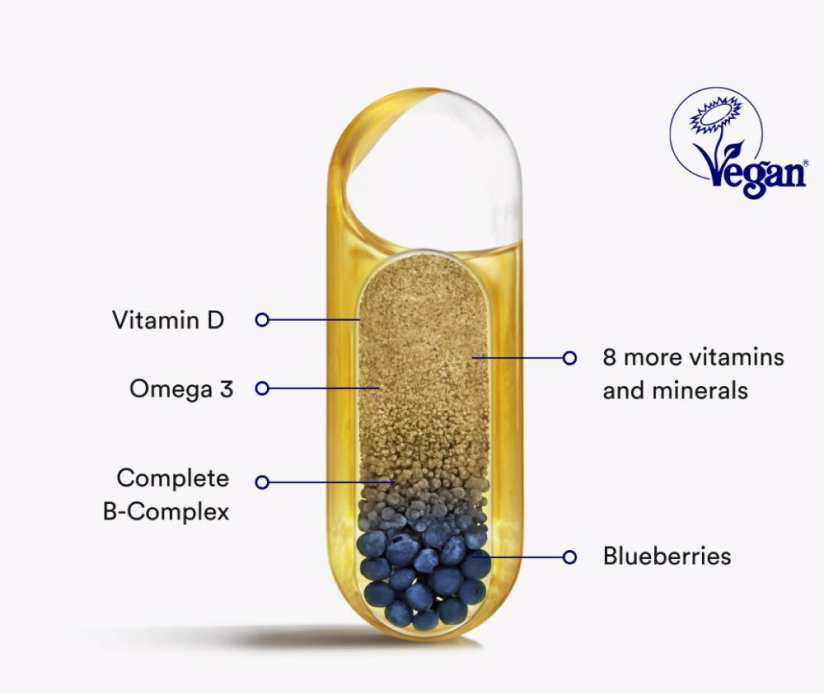 Vegan®
Vitamin D
8 more vitamins
and minerals
Omega 3
Complete
B-Complex
Blueberries